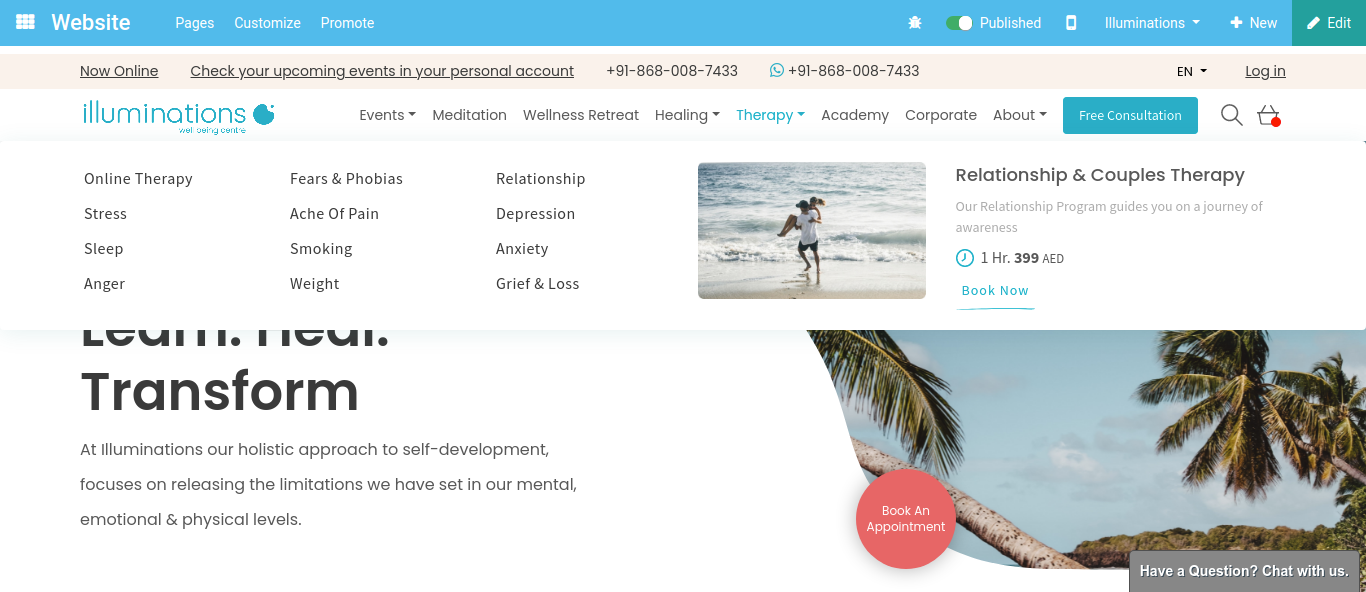 Website Pages Customize Promote Published Illuminations New Edit
Now Online Check your upcoming events in your personal account +91-868-008-7433 +91-868-008-7433 EN Log in
illuminations
well being centre
Events Meditation Wellness Retreat Healing Therapy Academy Corporate About Free Consultation
Online Therapy
Stress
Sleep
Anger
Fears & Phobias
Ache Of Pain
Smoking
Weight
Relationship
Depression
Anxiety
Grief & Loss
Relationship & Couples Therapy
Our Relationship Program guides you on a journey of
awareness
1 Hr. 399 AED
Book Now
Learn. Heal.
Transform
At Illuminations our holistic approach to self-development,
focuses on releasing the limitations we have set in our mental,
emotional & physical levels.
Book An
Appointment
Have a Question? Chat with us.